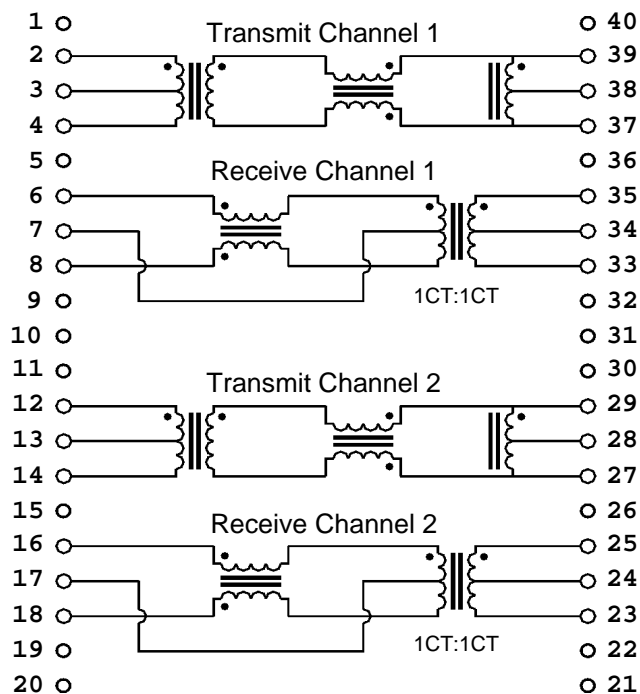 1 Transmit Channel 1 40
2 39
3 38
4 37
5 36
Receive Channel 1
6 35
7 34
8 33
9 1CT:1CT 32
10 31
11 30
Transmit Channel 2
12 29
13 28
14 27
15 26
Receive Channel 2
16 25
17 24
18 23
19 1CT:1CT 22
20 21